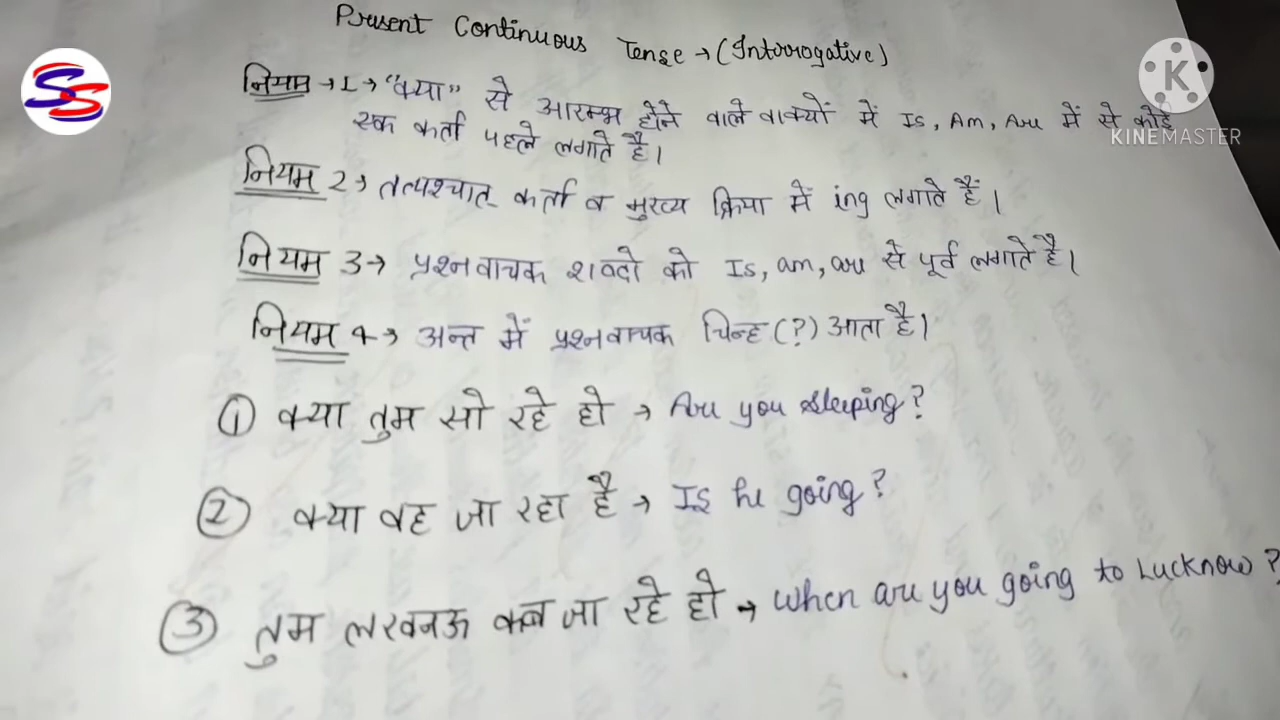 Present Continuous Tense → (Interrogative)
नियम → 1 → "क्या" से आरम्भ होने वाले वाक्यों में Is, Am, Are में से कोई
एक कर्ता पहले लगाते है।
नियम 2 → तत्पश्चात् कर्ता व मुख्य क्रिया में ing लगाते हैं।
नियम 3 → प्रश्नवाचक शब्दो को Is, am, are से पूर्व लगाते है।
नियम 4 → अन्त में प्रश्नवाचक चिन्ह (?) आता है।
① क्या तुम सो रहे हो → Are you sleeping?
② क्या वह जा रहा है → Is he going?
③ तुम लखनऊ कब जा रहे हो → When are you going to Lucknow?
SS
K
KINEMASTER